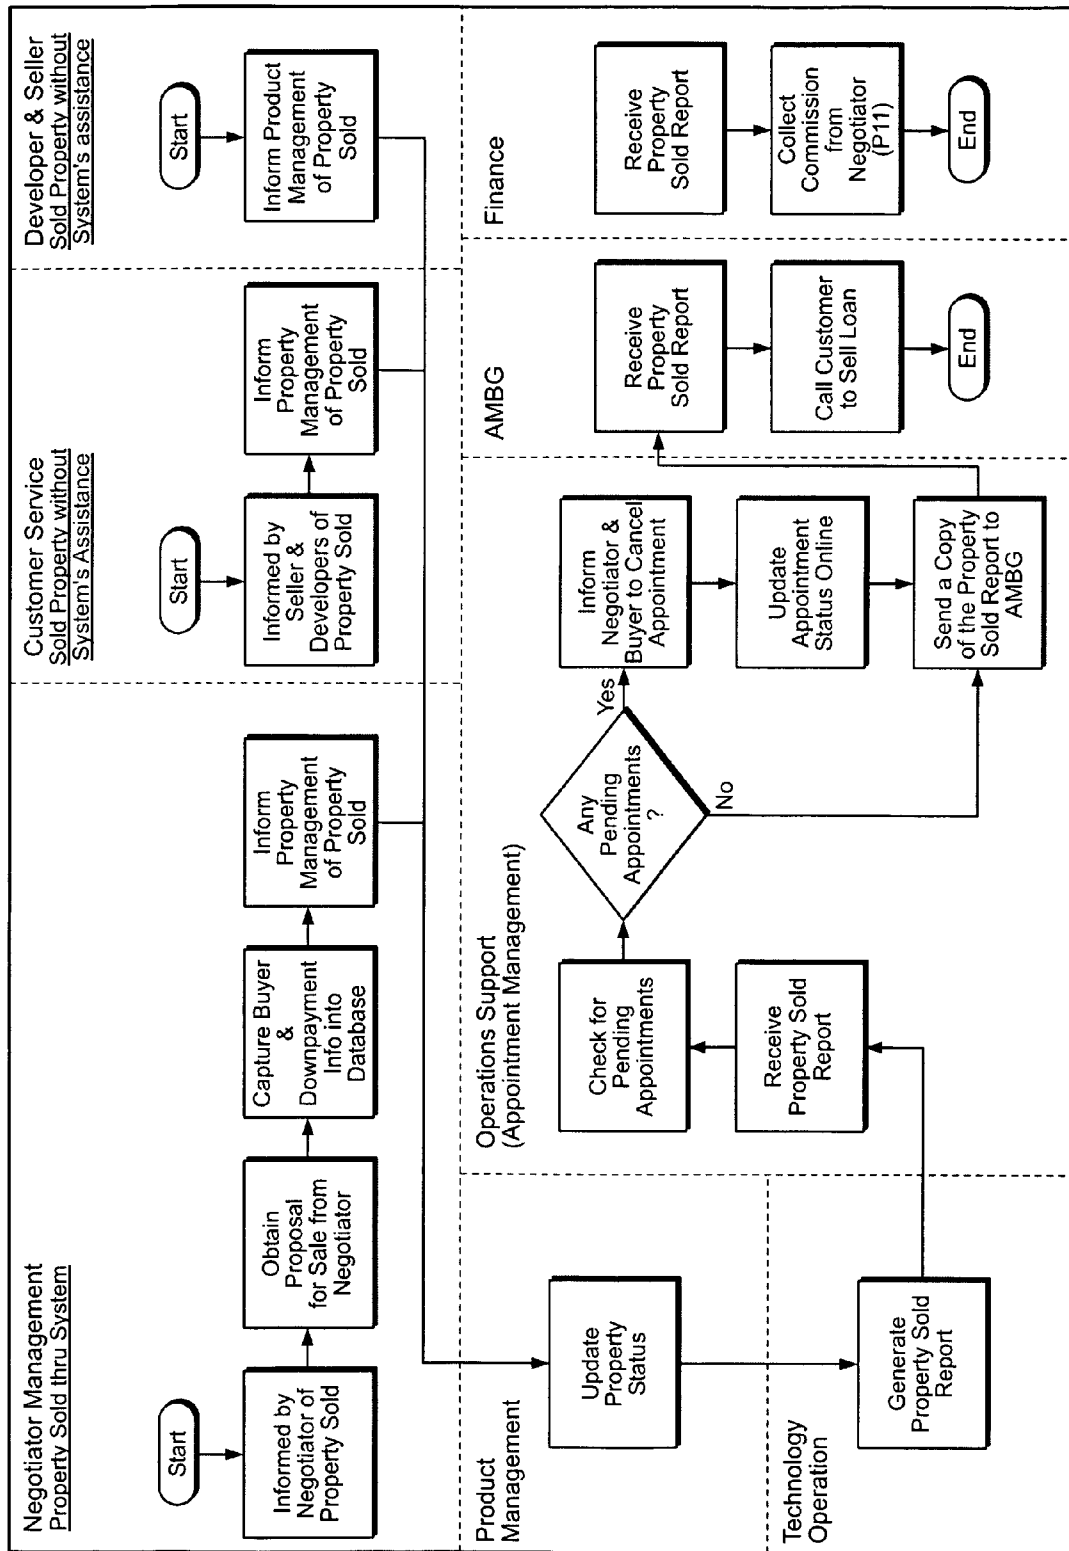 Negotiator Management
Property Sold thru System
Start
Informed by
Negotiator of
Property Sold
Obtain
Proposal
for Sale from
Negotiator
Capture Buyer
&
Downpayment
Info into
Database
Inform
Property
Management
of Property
Sold
Customer Service
Sold Property without
System's Assistance
Start
Informed by
Seller &
Developers of
Property Sold
Inform
Property
Management
of Property
Sold
Developer & Seller
Sold Property without
System's assistance
Start
Inform Product
Management
of Property
Sold
Product
Management
Update
Property
Status
Technology
Operation
Generate
Property Sold
Report
Operations Support
(Appointment Management)
Receive
Property Sold
Report
Check for
Pending
Appointments
Any
Pending
Appointments
?
Yes
No
Inform
Negotiator &
Buyer to Cancel
Appointment
Update
Appointment
Status Online
Send a Copy
of the Property
Sold Report to
AMBG
AMBG
Receive
Property
Sold Report
Call Customer
to Sell Loan
End
Finance
Receive
Property
Sold Report
Collect
Commission
from
Negotiator
(P11)
End